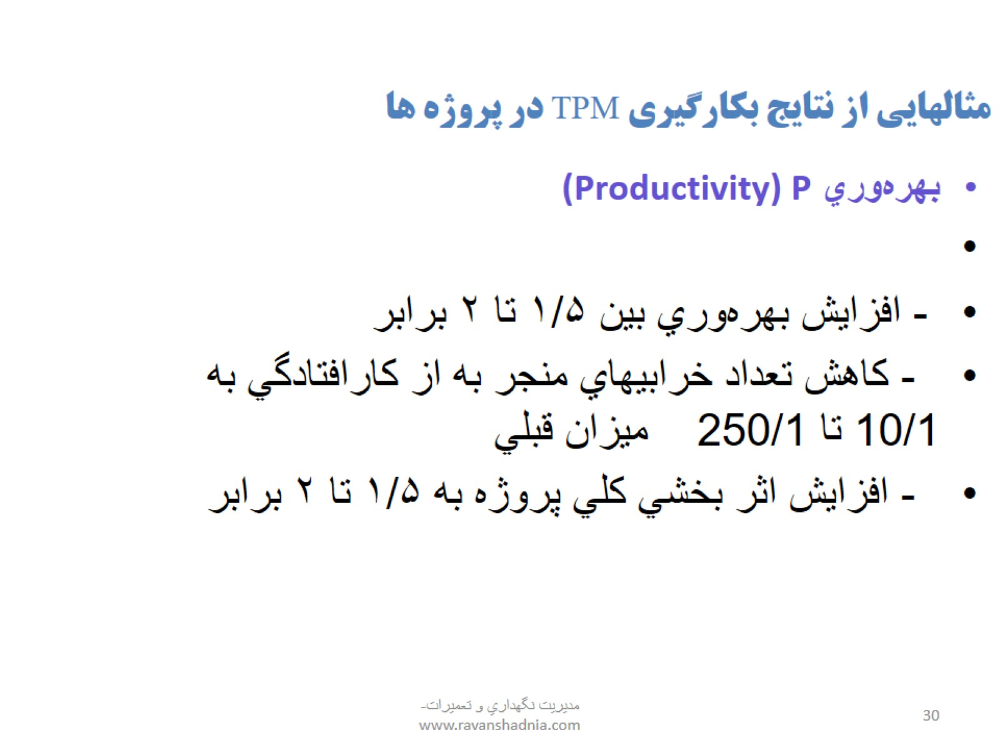 مثالهایی از نتایج بکارگیری TPM در پروژه ها
• بهره‌وري P (Productivity)
•
• - افزايش بهره‌وري بين ۱/۵ تا ۲ برابر
• - كاهش تعداد خرابيهاي منجر به از كارافتادگي به
10/1 تا 250/1 ميزان قبلي
• - افزايش اثر بخشي كلي پروژه به ۱/۵ تا ۲ برابر
مديريت نگهداري و تعميرات-
www.ravanshadnia.com
30